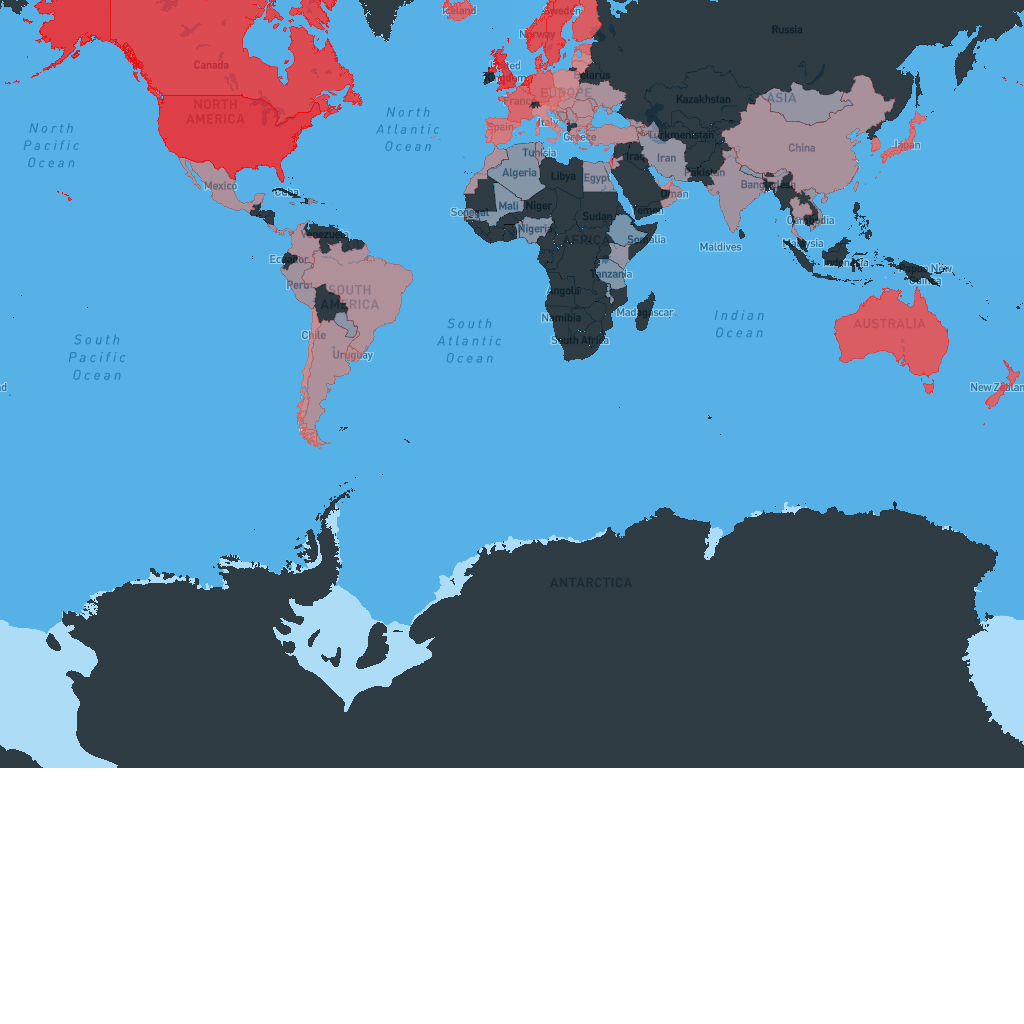 Iceland
Sweden
Norway
Russia
Canada
United
Kingdom
Belarus
EUROPE
France
Kazakhstan
ASIA
NORTH
AMERICA
North
Atlantic
Ocean
North
Pacific
Ocean
Spain
Italy
Greece
Turkmenistan
China
Japan
Tunisia
Iraq
Iran
Algeria
Libya
Egypt
Pakistan
Bangladesh
Mexico
Cuba
Oman
Senegal
Mali
Niger
Sudan
Yemen
Cambodia
Venezuela
Nigeria
AFRICA
Somalia
Maldives
Malaysia
Ecuador
Indonesia
Papua New
Guinea
Tanzania
Peru
SOUTH
AMERICA
Angola
Madagascar
Namibia
South
Atlantic
Ocean
Indian
Ocean
AUSTRALIA
Chile
South Africa
South
Pacific
Ocean
Uruguay
New Zealan
ANTARCTICA